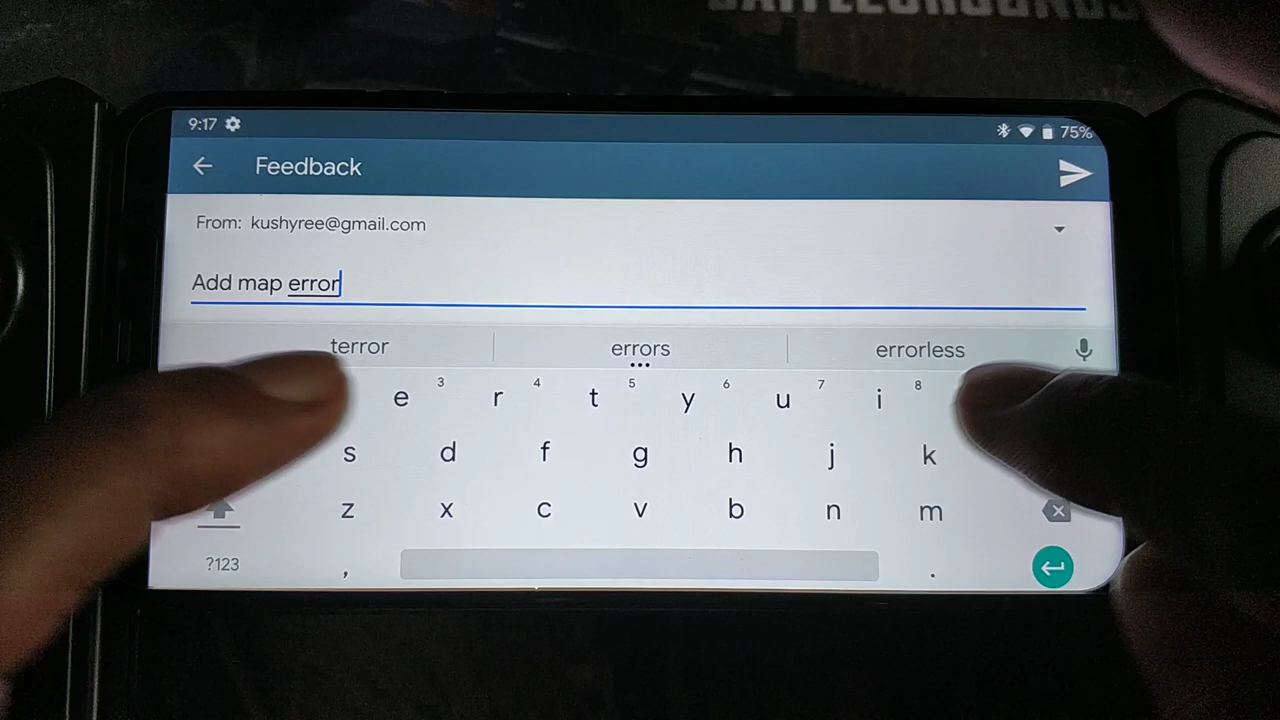 BATTLEGROUNDS
9:17 75%
Feedback
From: kushyree@gmail.com
Add map error
terror errors errorless
e 3 r 4 t 5 y 6 u 7 i 8
s d f g h j k
z x c v b n m
?123 , .